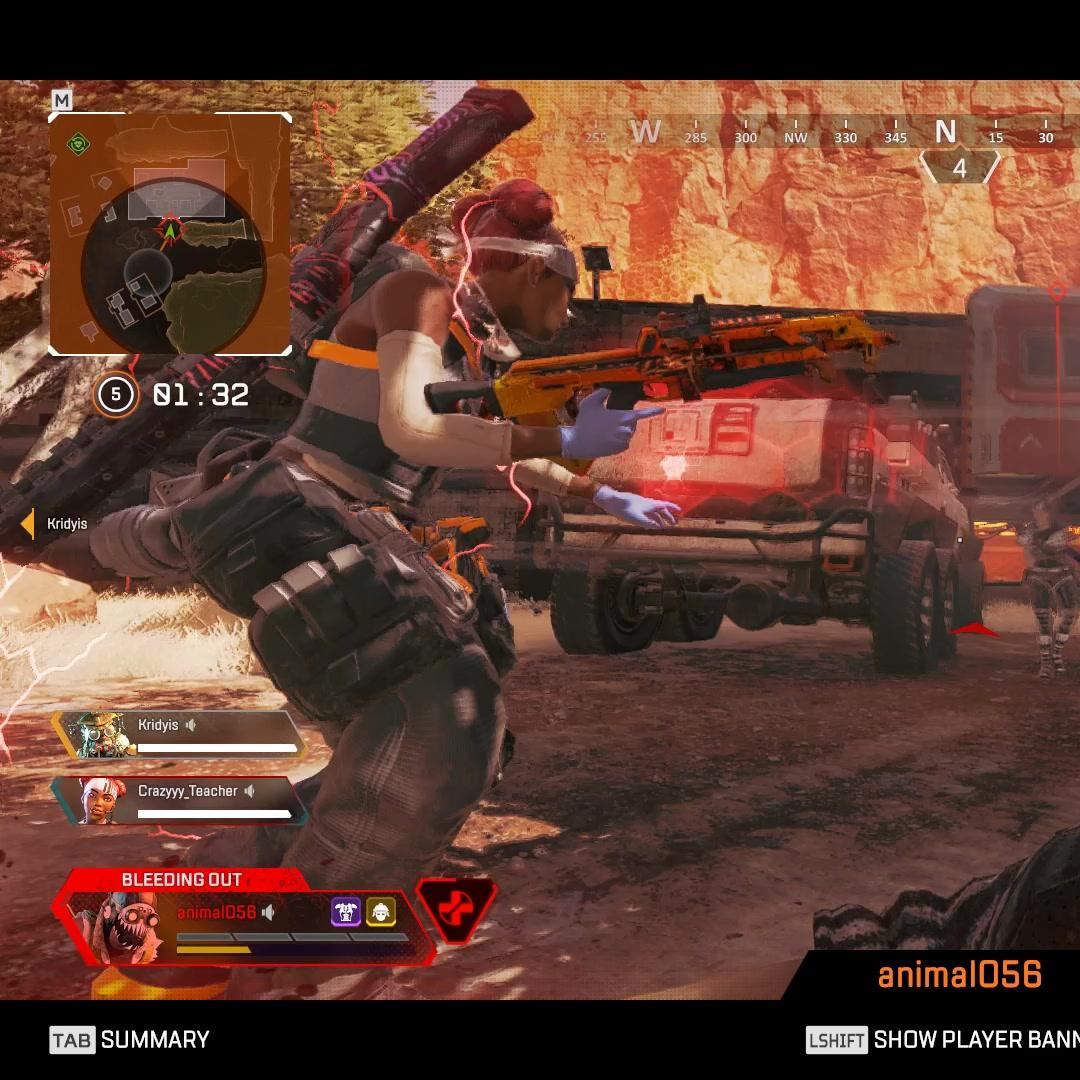 M
255 W 285 300 NW 330 345 N 15 30
4
5 01:32
Kridyis
Kridyis
Crazyyy_Teacher
BLEEDING OUT
animal056
animal056
TAB SUMMARY
LSHIFT SHOW PLAYER BANN